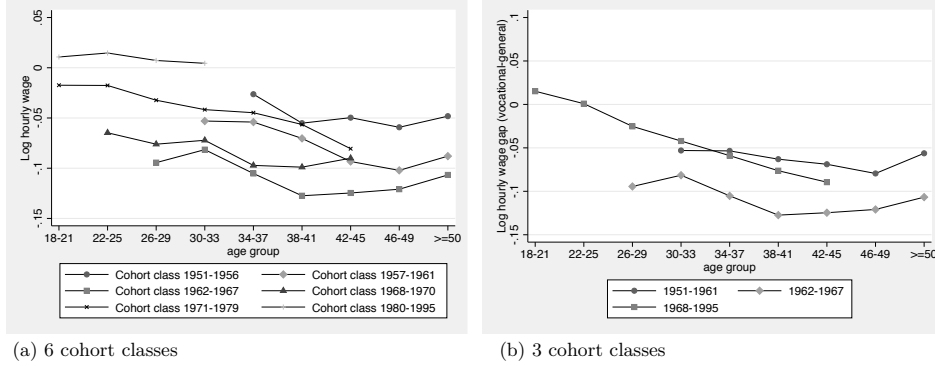 Log hourly wage
.05
0
-.05
-.1
-.15
18-21 22-25 26-29 30-33 34-37 38-41 42-45 46-49 >=50
age group
Cohort class 1951-1956 Cohort class 1957-1961
Cohort class 1962-1967 Cohort class 1968-1970
Cohort class 1971-1979 Cohort class 1980-1995
(a) 6 cohort classes
Log hourly wage gap (vocational-general)
.1
.05
0
-.05
-.1
-.15
18-21 22-25 26-29 30-33 34-37 38-41 42-45 46-49 >=50
age group
1951-1961 1962-1967
1968-1995
(b) 3 cohort classes